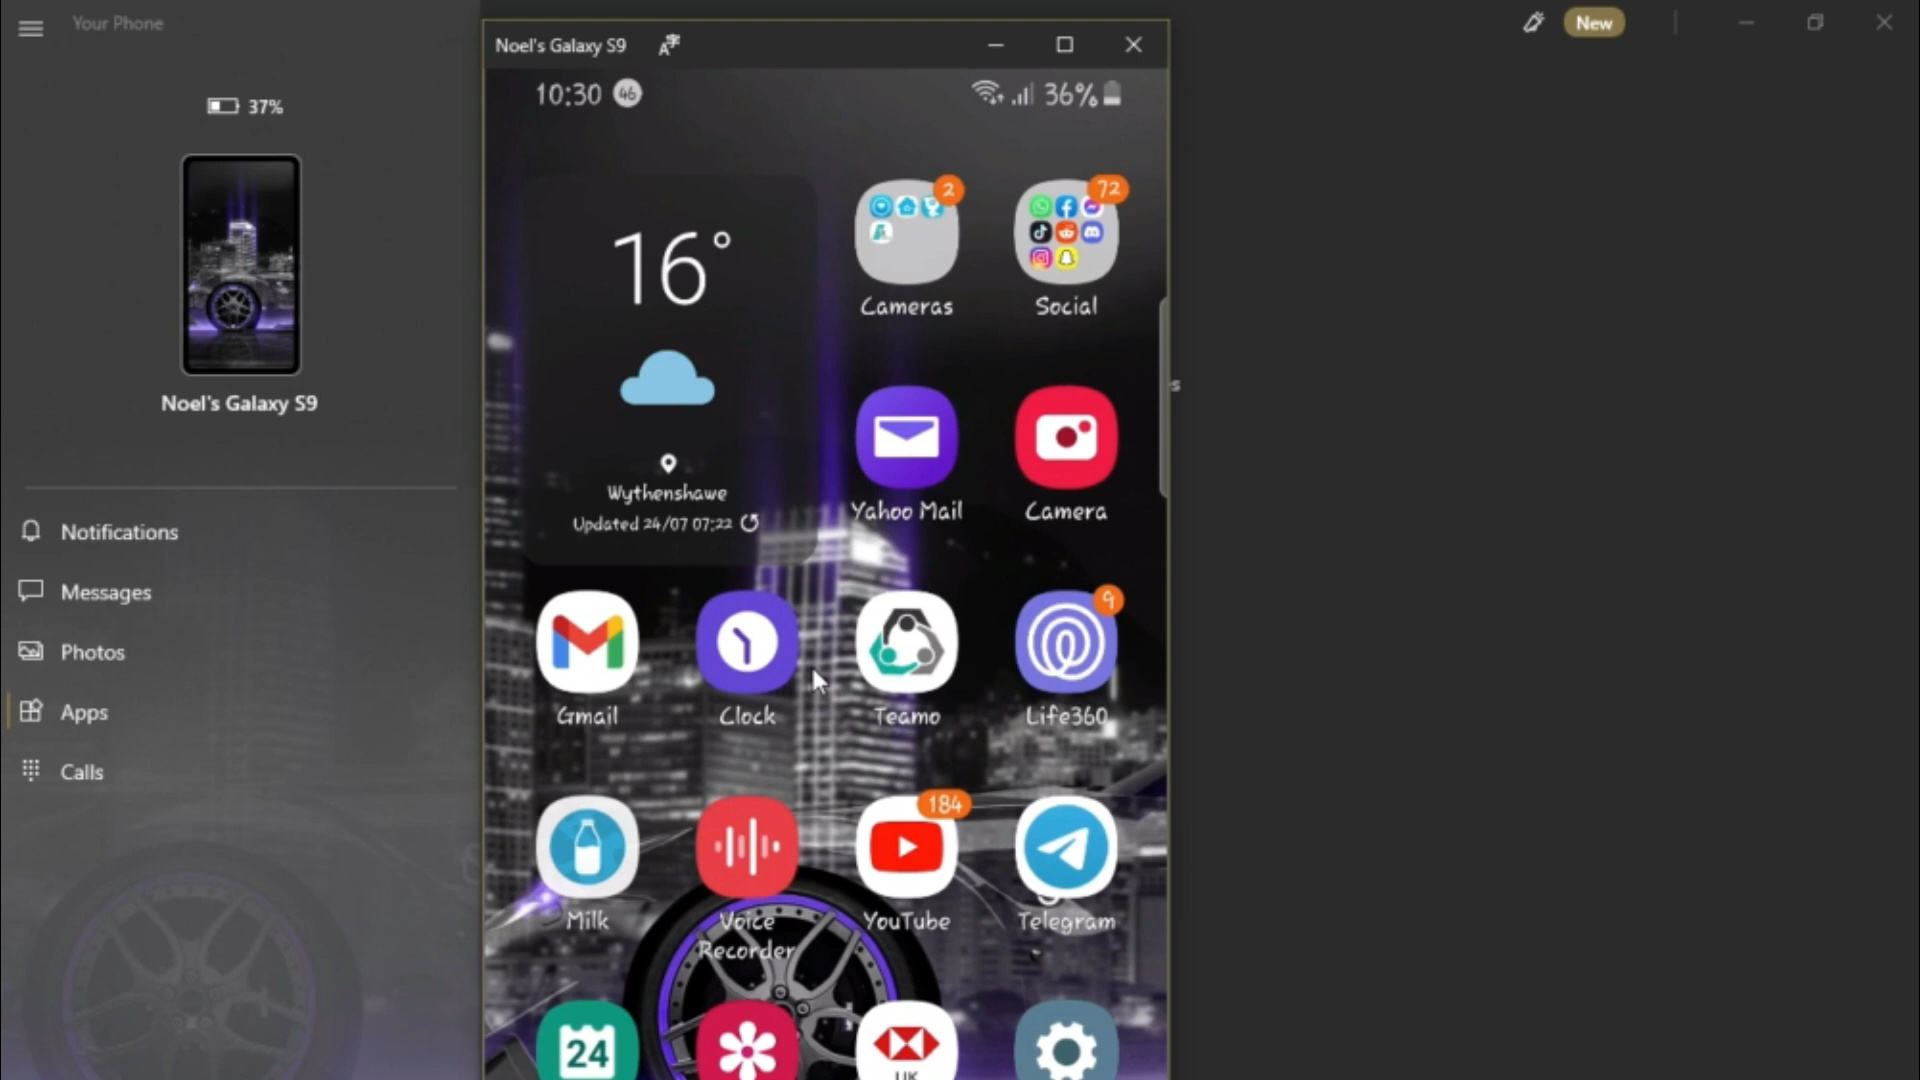 Your Phone
New
37%
Noel's Galaxy S9
Notifications
Messages
Photos
Apps
Calls
Noel's Galaxy S9
10:30 46
36%
16°
Wythenshawe
Updated 24/07 07:22
2
Cameras
72
Social
Yahoo Mail
Camera
Gmail
Clock
Teamo
9
Life360
Milk
Voice
Recorder
184
YouTube
Telegram
24
UK
s